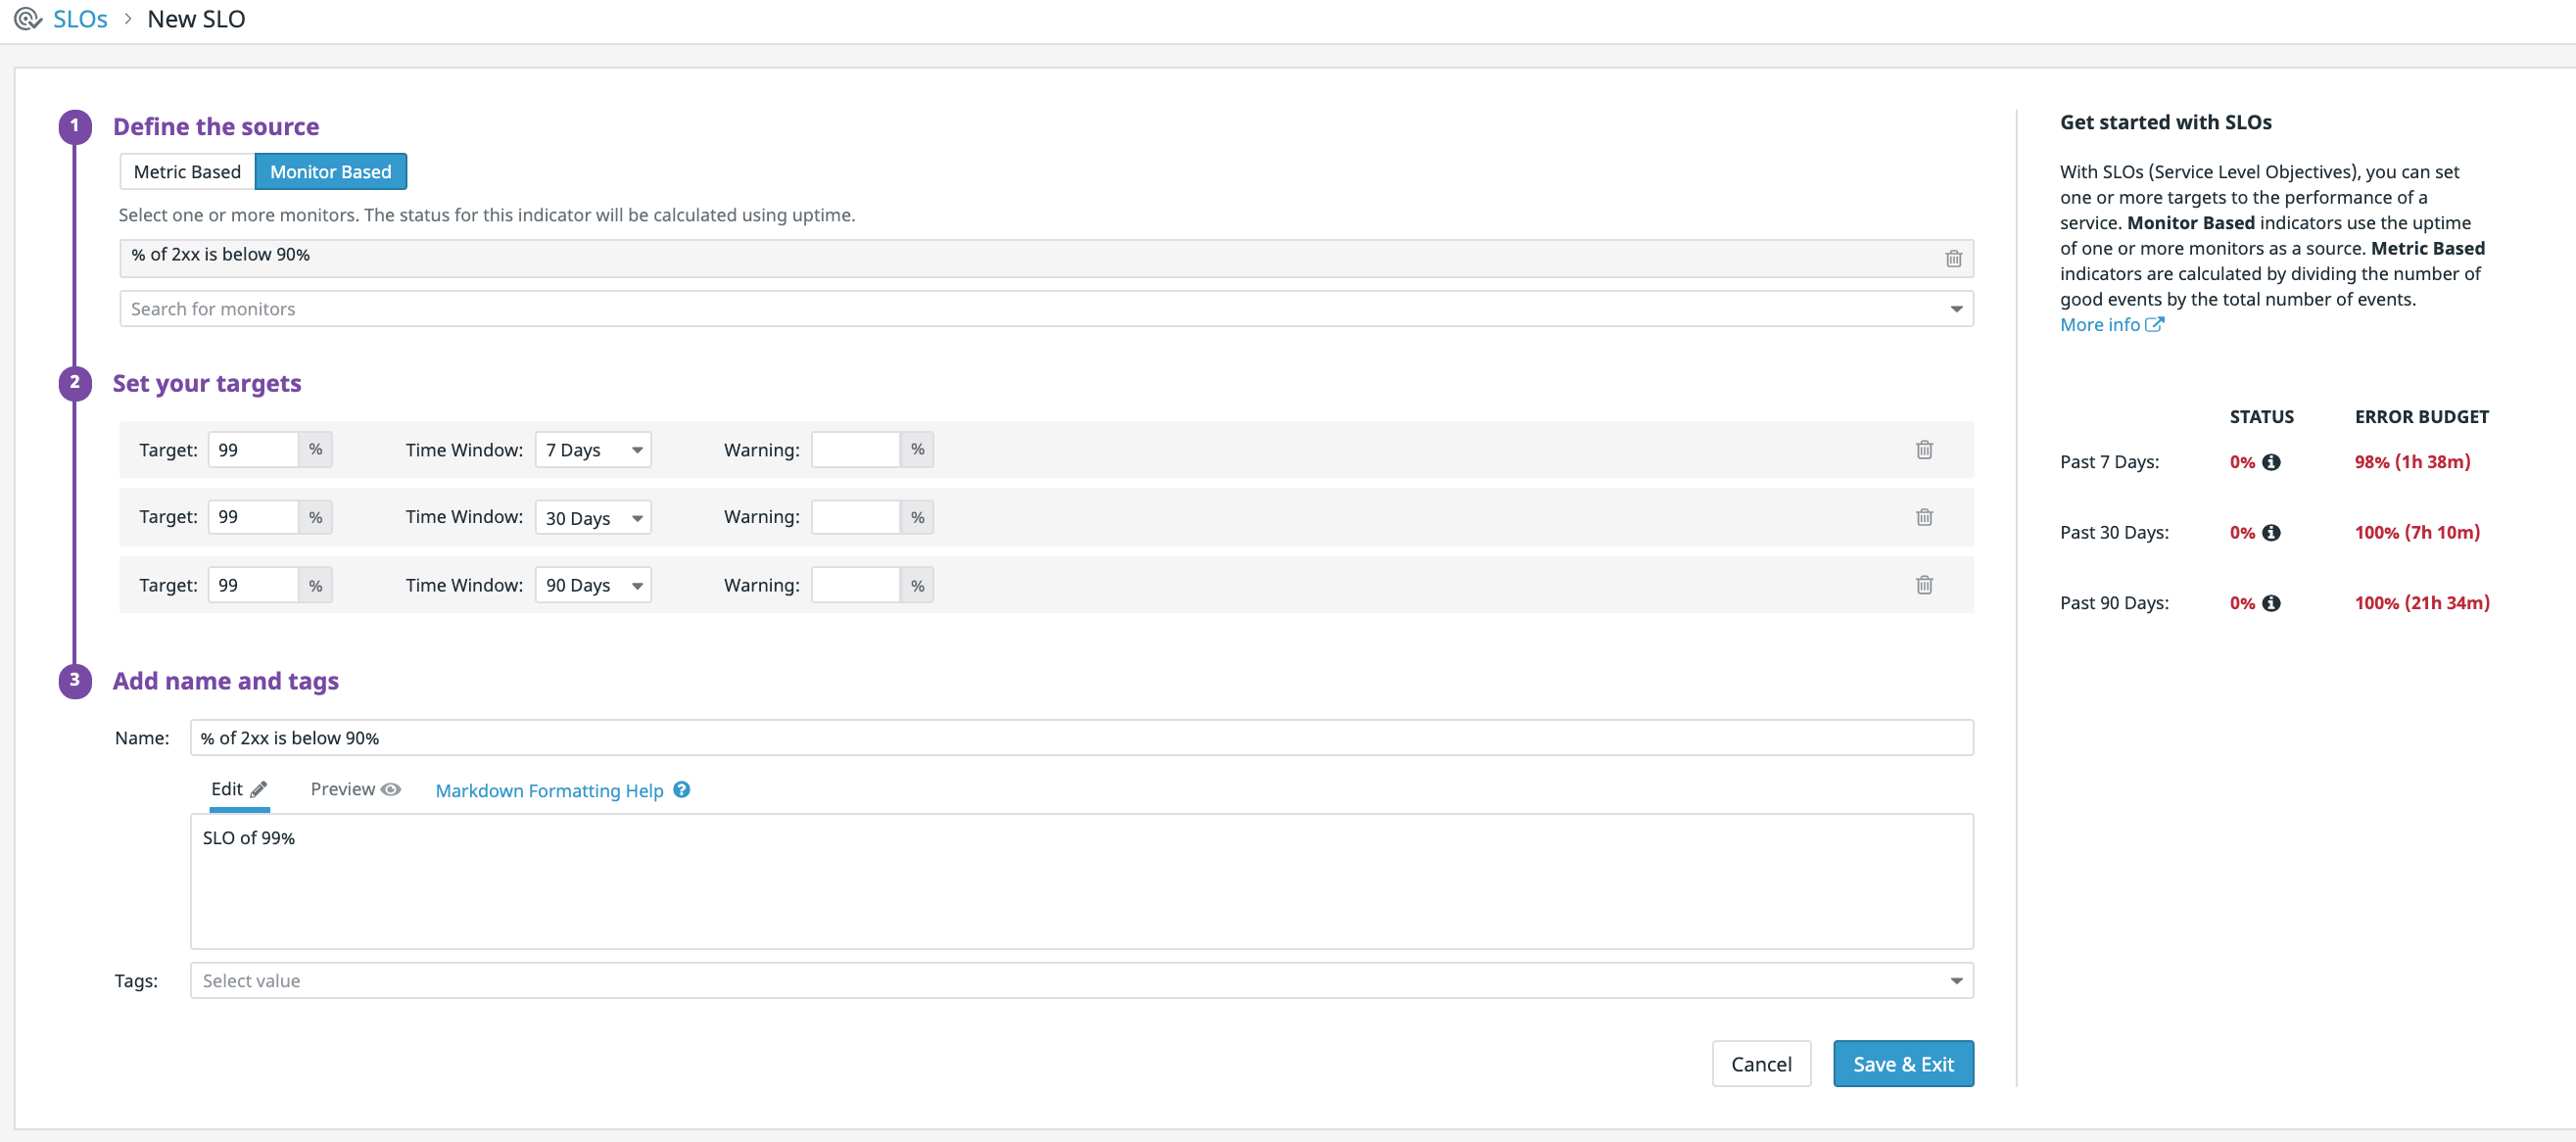 SLOs > New SLO
1 Define the source
Metric Based Monitor Based
Select one or more monitors. The status for this indicator will be calculated using uptime.
% of 2xx is below 90%
Search for monitors
2 Set your targets
Target: 99 % Time Window: 7 Days Warning: %
Target: 99 % Time Window: 30 Days Warning: %
Target: 99 % Time Window: 90 Days Warning: %
3 Add name and tags
Name: % of 2xx is below 90%
Edit Preview Markdown Formatting Help ?
SLO of 99%
Tags: Select value
Cancel Save & Exit
Get started with SLOs
With SLOs (Service Level Objectives), you can set
one or more targets to the performance of a
service. Monitor Based indicators use the uptime
of one or more monitors as a source. Metric Based
indicators are calculated by dividing the number of
good events by the total number of events.
More info
STATUS ERROR BUDGET
Past 7 Days: 0% 98% (1h 38m)
Past 30 Days: 0% 100% (7h 10m)
Past 90 Days: 0% 100% (21h 34m)